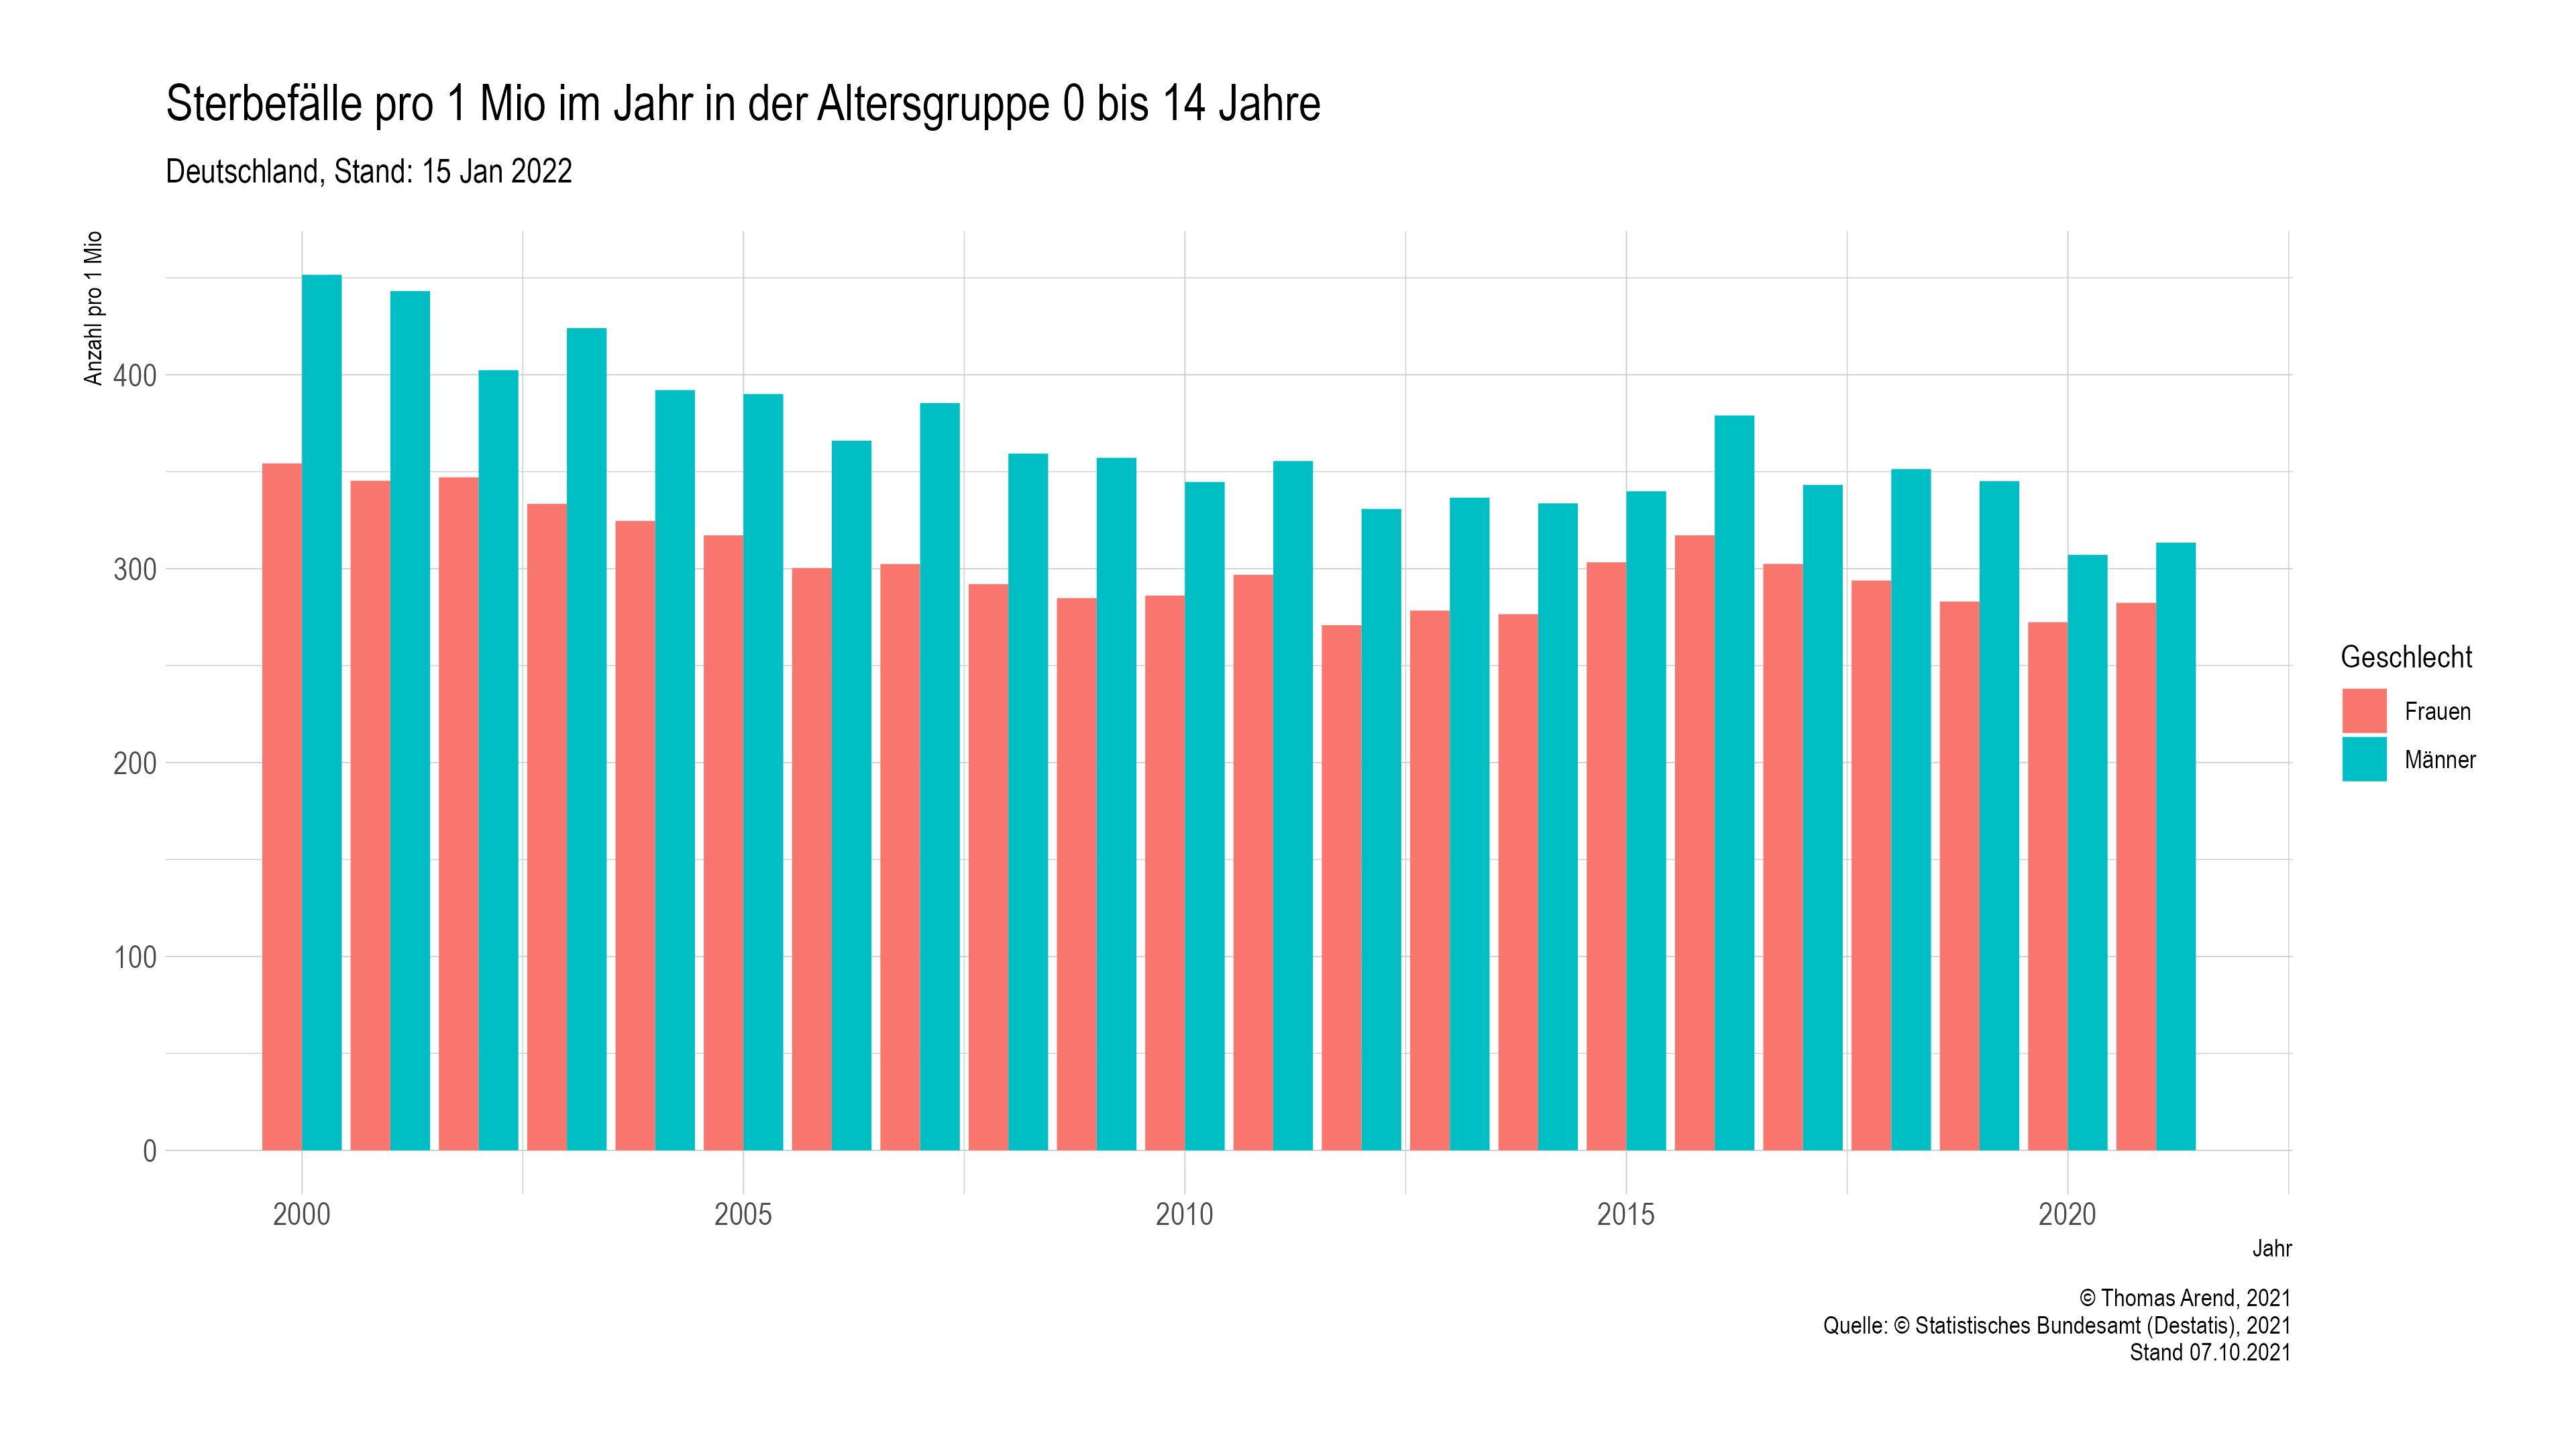 Sterbefälle pro 1 Mio im Jahr in der Altersgruppe 0 bis 14 Jahre
Deutschland, Stand: 15 Jan 2022
Anzahl pro 1 Mio
400
300
200
100
0
2000
2005
2010
2015
2020
Jahr
Geschlecht
Frauen
Männer
© Thomas Arend, 2021
Quelle: © Statistisches Bundesamt (Destatis), 2021
Stand 07.10.2021